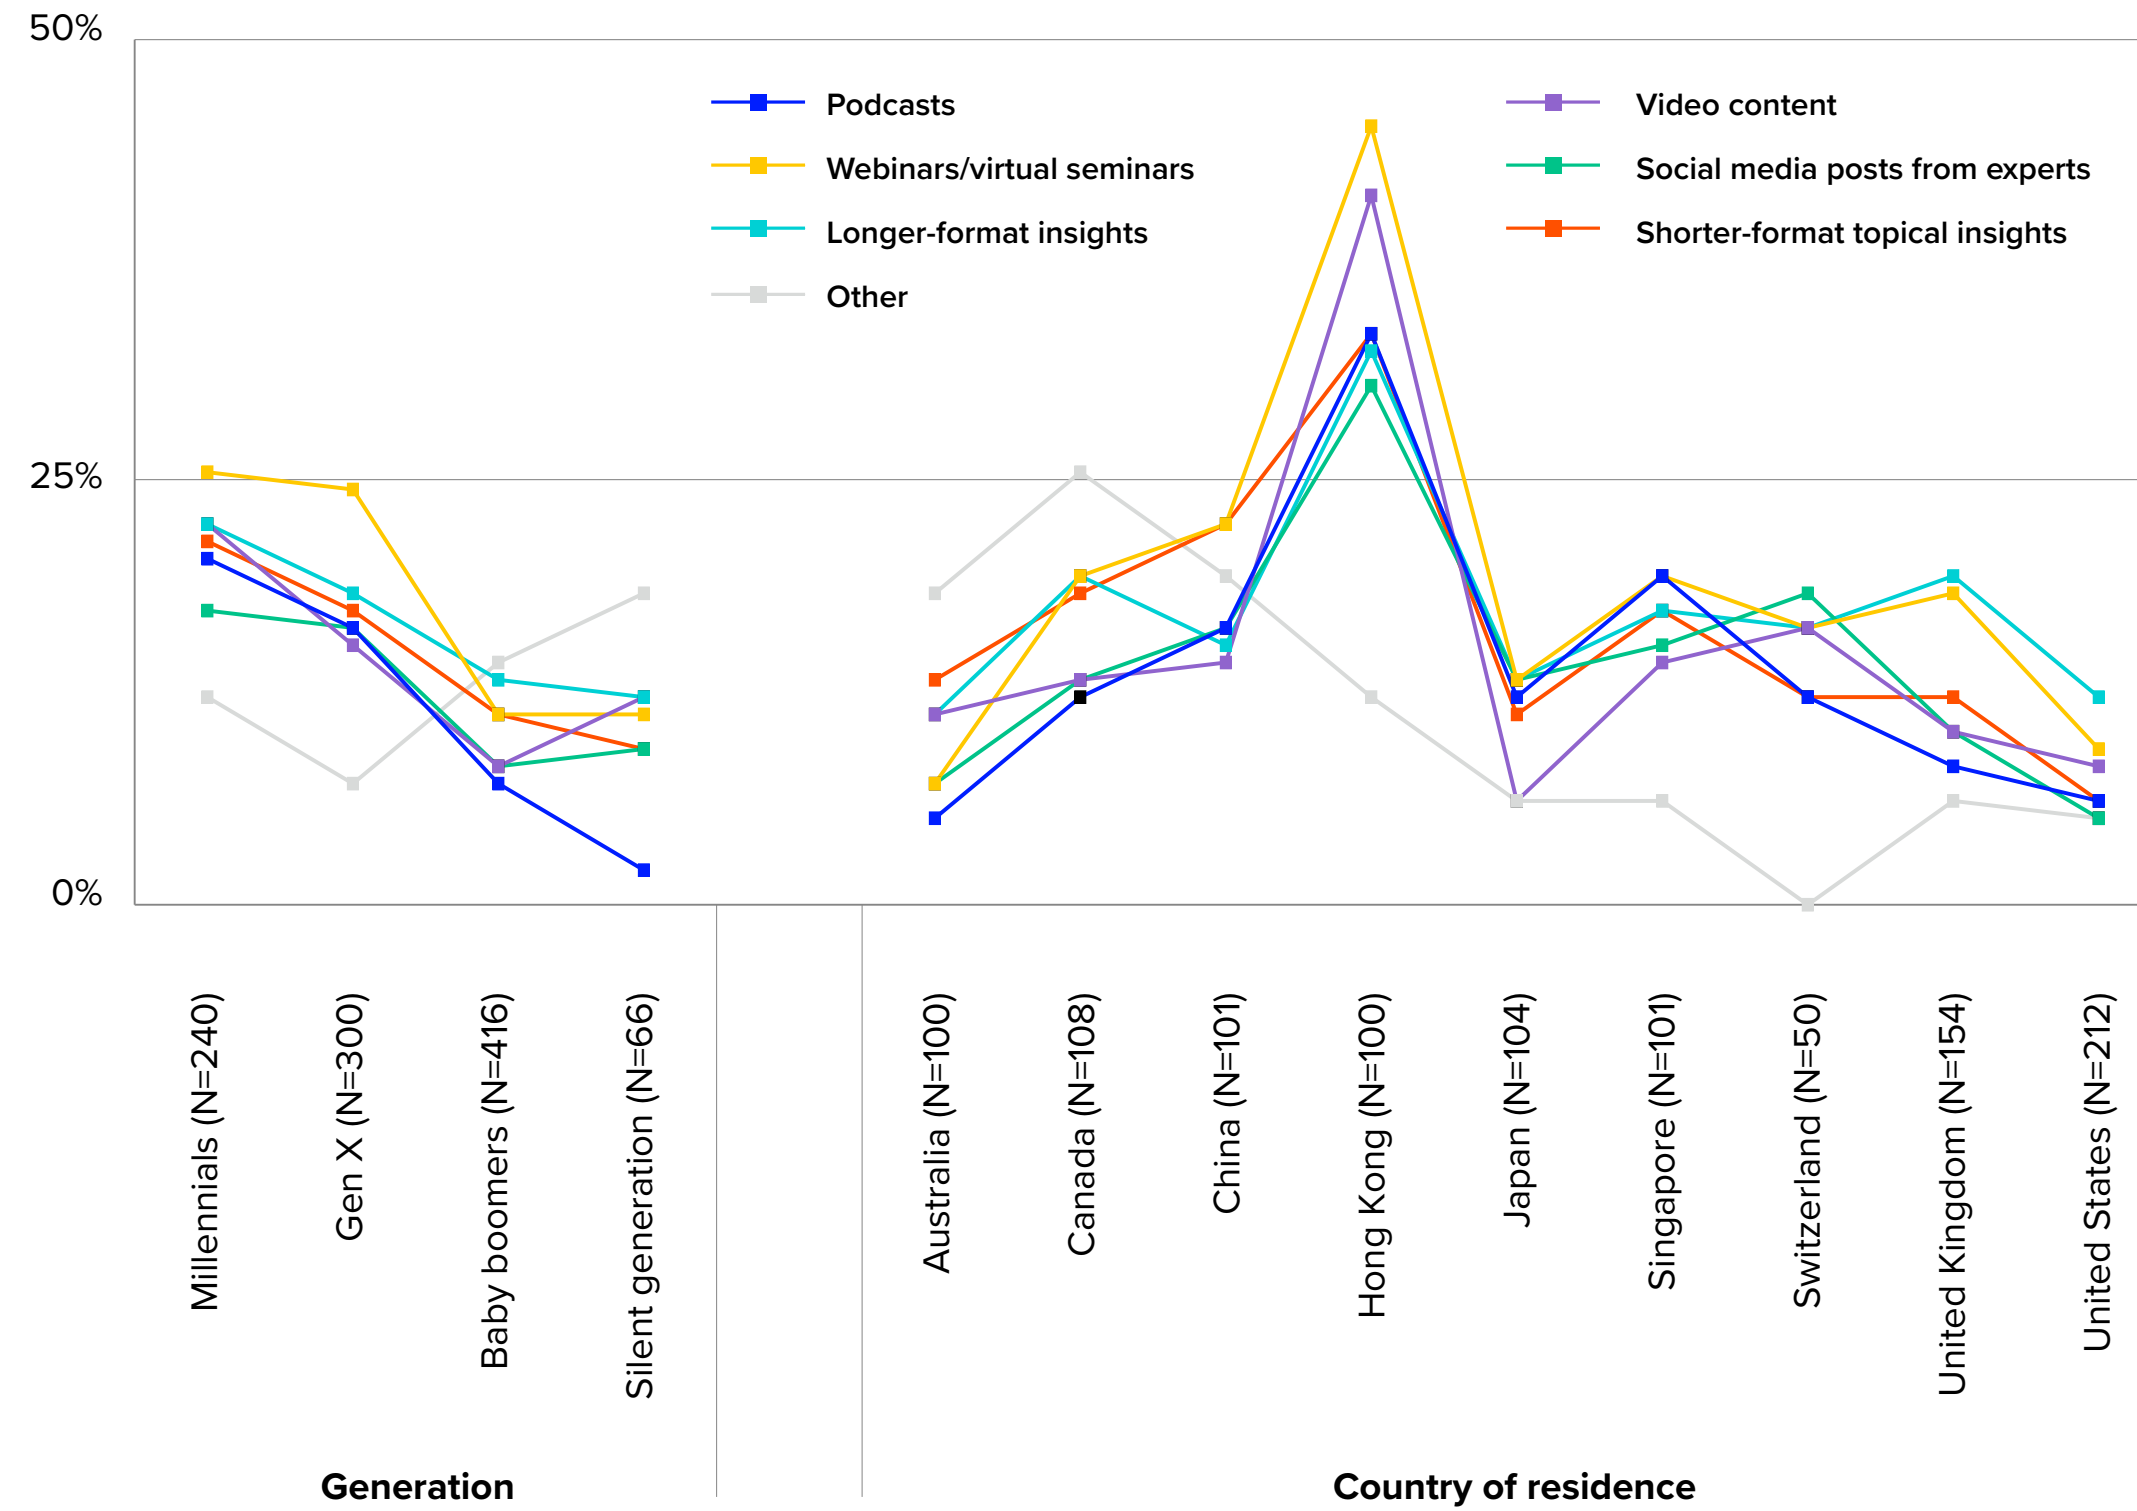 50%
25%
0%
Podcasts
Webinars/virtual seminars
Longer-format insights
Other
Video content
Social media posts from experts
Shorter-format topical insights
Millennials (N=240)
Gen X (N=300)
Baby boomers (N=416)
Silent generation (N=66)
Australia (N=100)
Canada (N=108)
China (N=101)
Hong Kong (N=100)
Japan (N=104)
Singapore (N=101)
Switzerland (N=50)
United Kingdom (N=154)
United States (N=212)
Generation
Country of residence